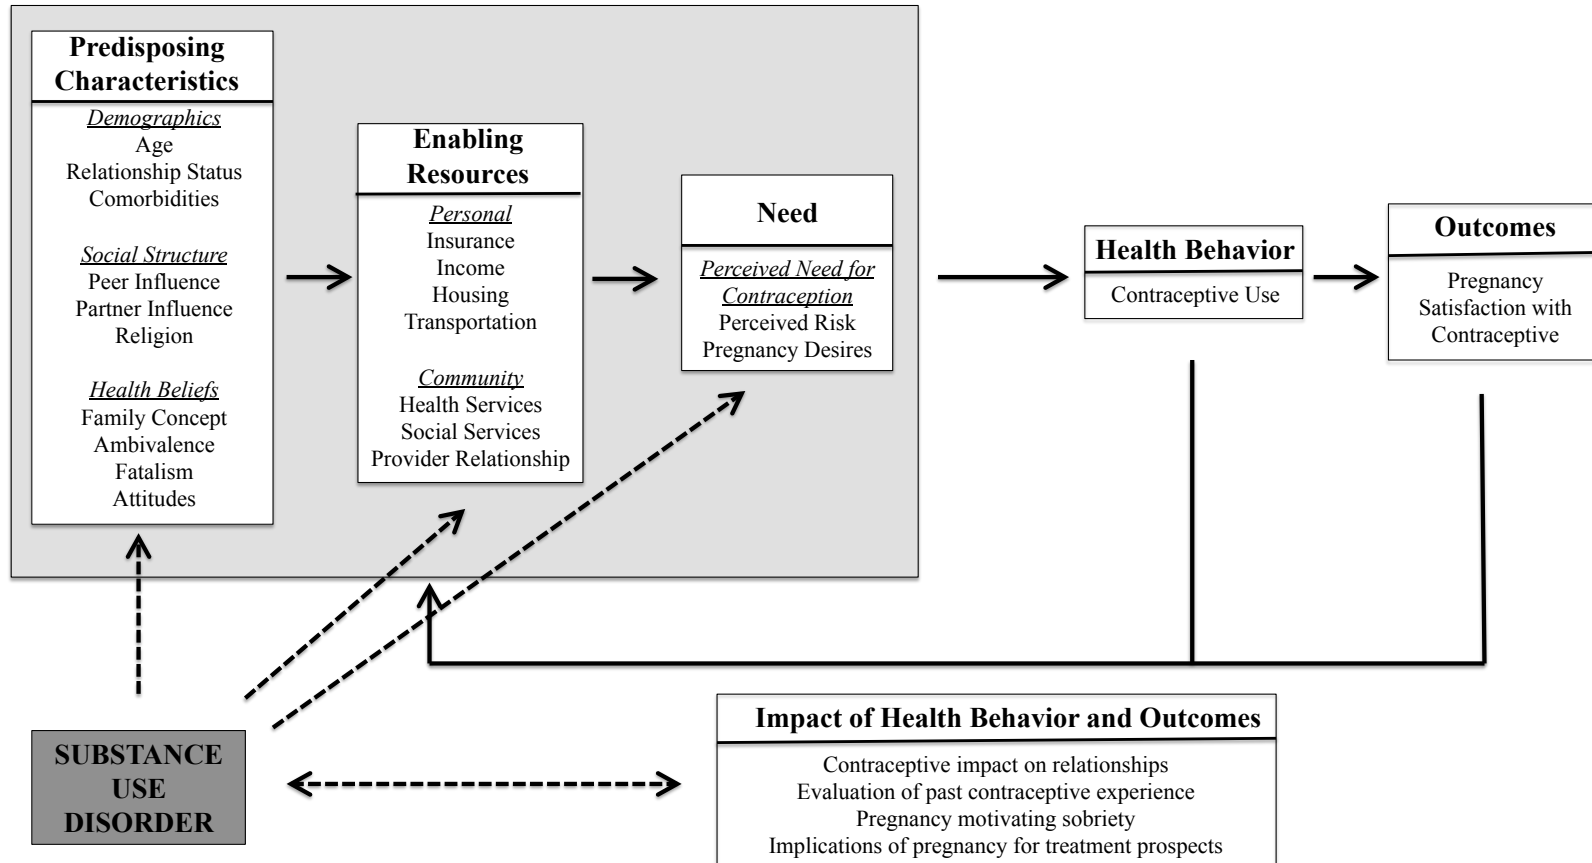 Predisposing
Characteristics
Demographics
Age
Relationship Status
Comorbidities
Social Structure
Peer Influence
Partner Influence
Religion
Health Beliefs
Family Concept
Ambivalence
Fatalism
Attitudes
Enabling
Resources
Personal
Insurance
Income
Housing
Transportation
Community
Health Services
Social Services
Provider Relationship
Need
Perceived Need for
Contraception
Perceived Risk
Pregnancy Desires
Health Behavior
Contraceptive Use
Outcomes
Pregnancy
Satisfaction with
Contraceptive
SUBSTANCE
USE
DISORDER
Impact of Health Behavior and Outcomes
Contraceptive impact on relationships
Evaluation of past contraceptive experience
Pregnancy motivating sobriety
Implications of pregnancy for treatment prospects